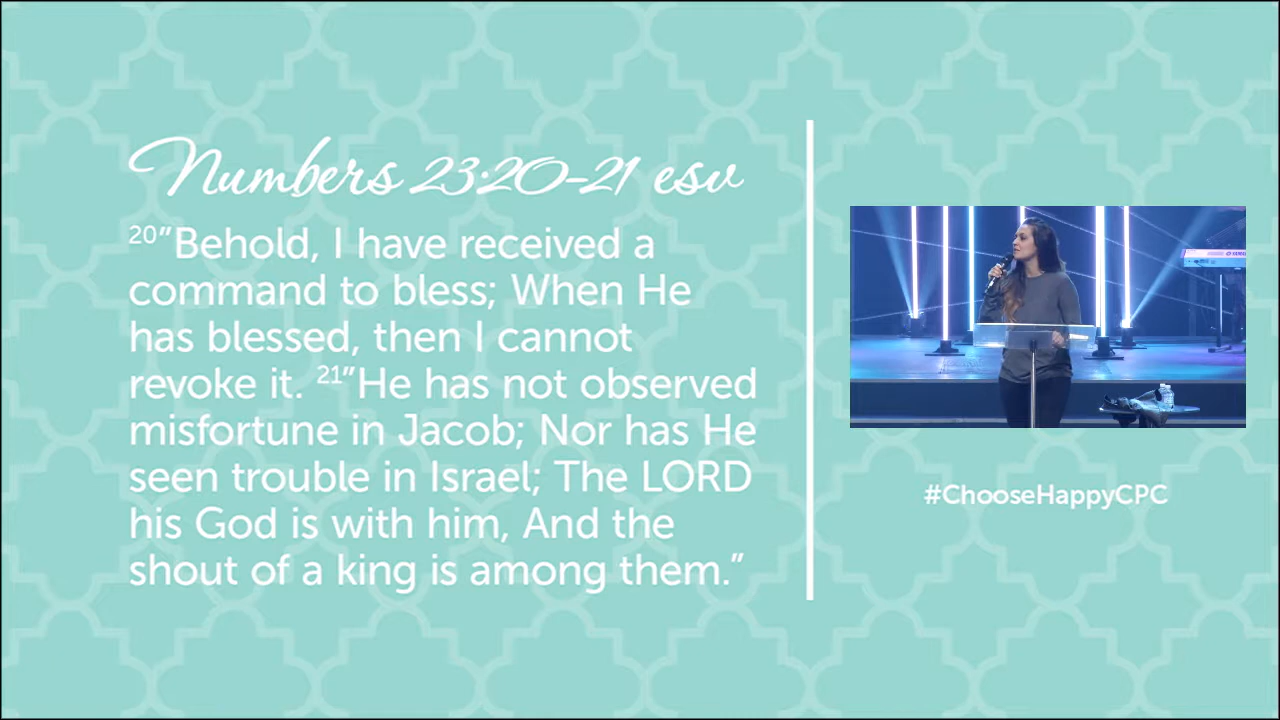 Numbers 23:20-21 esv
20"Behold, I have received a
command to bless; When He
has blessed, then I cannot
revoke it. 21"He has not observed
misfortune in Jacob; Nor has He
seen trouble in Israel; The LORD
his God is with him, And the
shout of a king is among them."
#ChooseHappyCPC